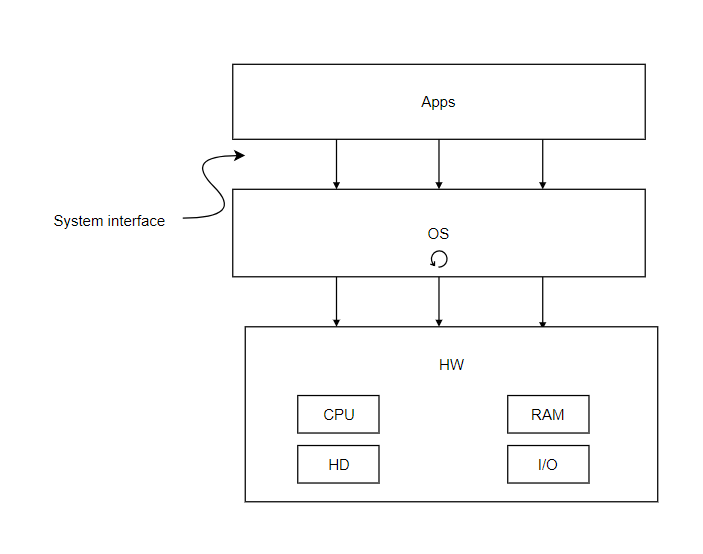 Apps
System interface
OS
HW
CPU
RAM
HD
I/O